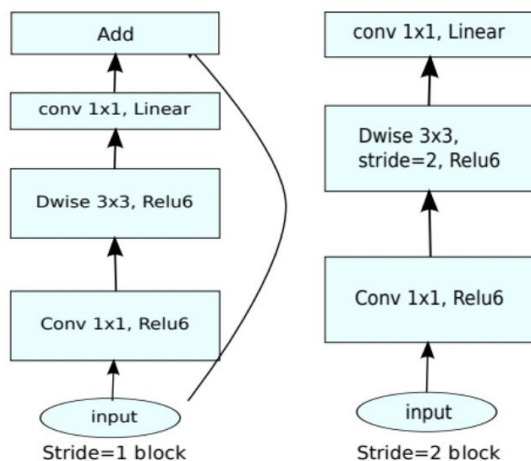 Add
conv 1x1, Linear
Dwise 3x3, Relu6
Conv 1x1, Relu6
input
Stride=1 block
conv 1x1, Linear
Dwise 3x3,
stride=2, Relu6
Conv 1x1, Relu6
input
Stride=2 block